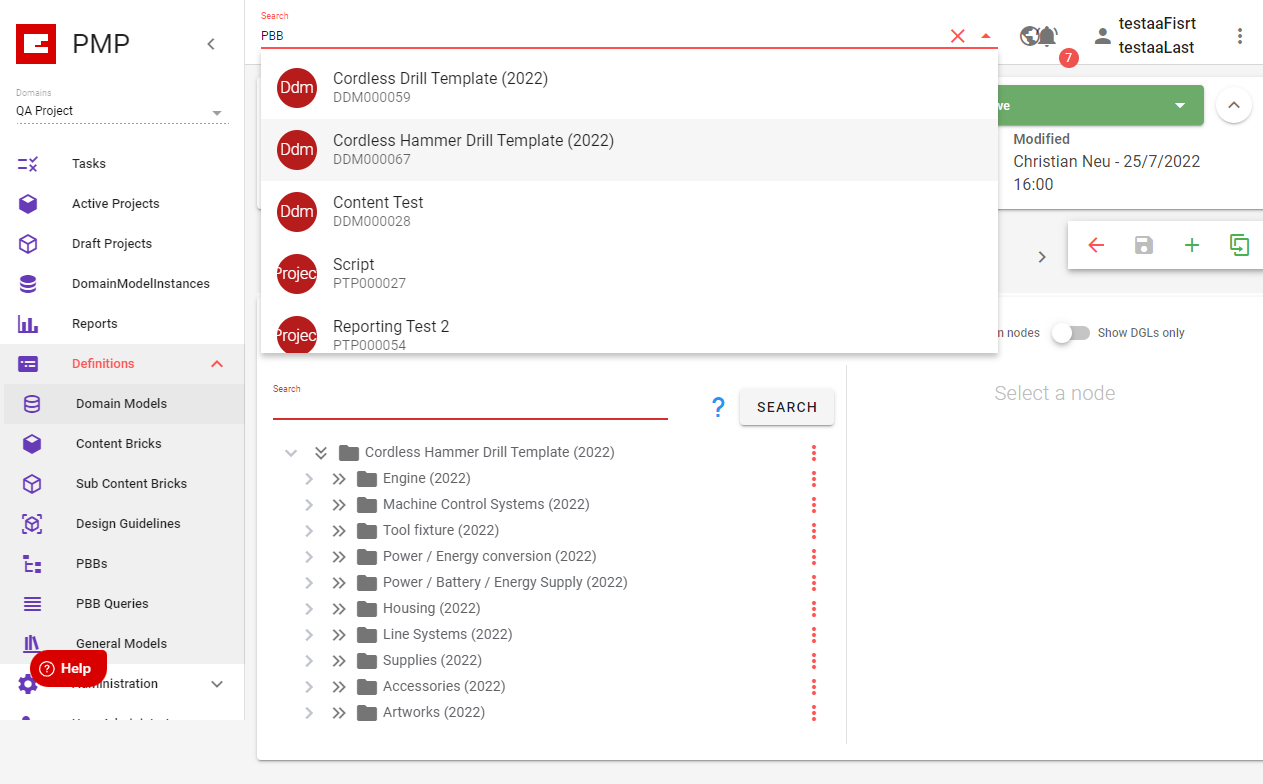 PMP
Domains
QA Project
Tasks
Active Projects
Draft Projects
DomainModelInstances
Reports
Definitions
Domain Models
Content Bricks
Sub Content Bricks
Design Guidelines
PBBs
PBB Queries
General Models
Help
Search
PBB
7
testaaFisrt
testaaLast
Ddm
Cordless Drill Template (2022)
DDM000059
Ddm
Cordless Hammer Drill Template (2022)
DDM000067
Ddm
Content Test
DDM000028
Projec
Script
PTP000027
Projec
Reporting Test 2
PTP000054
Modified
Christian Neu - 25/7/2022
16:00
nodes
Show DGLs only
Search
?
SEARCH
Select a node
Cordless Hammer Drill Template (2022)
Engine (2022)
Machine Control Systems (2022)
Tool fixture (2022)
Power / Energy conversion (2022)
Power / Battery / Energy Supply (2022)
Housing (2022)
Line Systems (2022)
Supplies (2022)
Accessories (2022)
Artworks (2022)